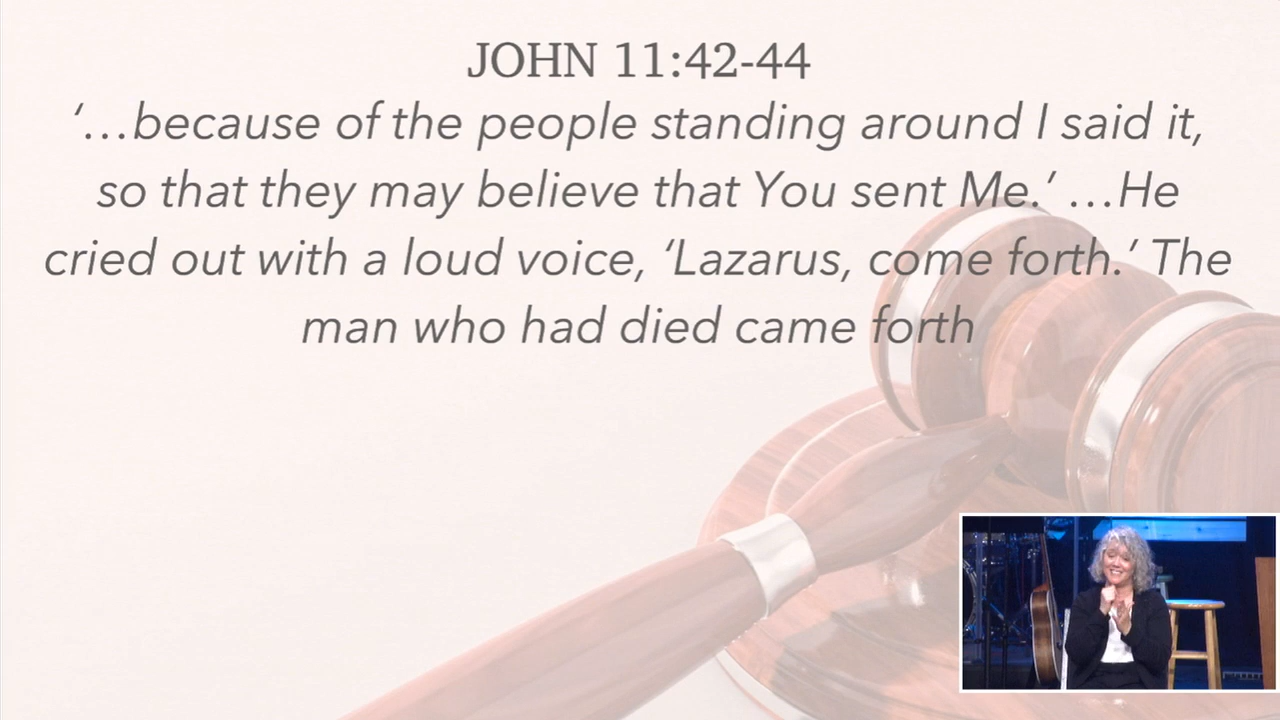 JOHN 11:42-44
‘…because of the people standing around I said it,
so that they may believe that You sent Me.’ …He
cried out with a loud voice, ‘Lazarus, come forth.’ The
man who had died came forth